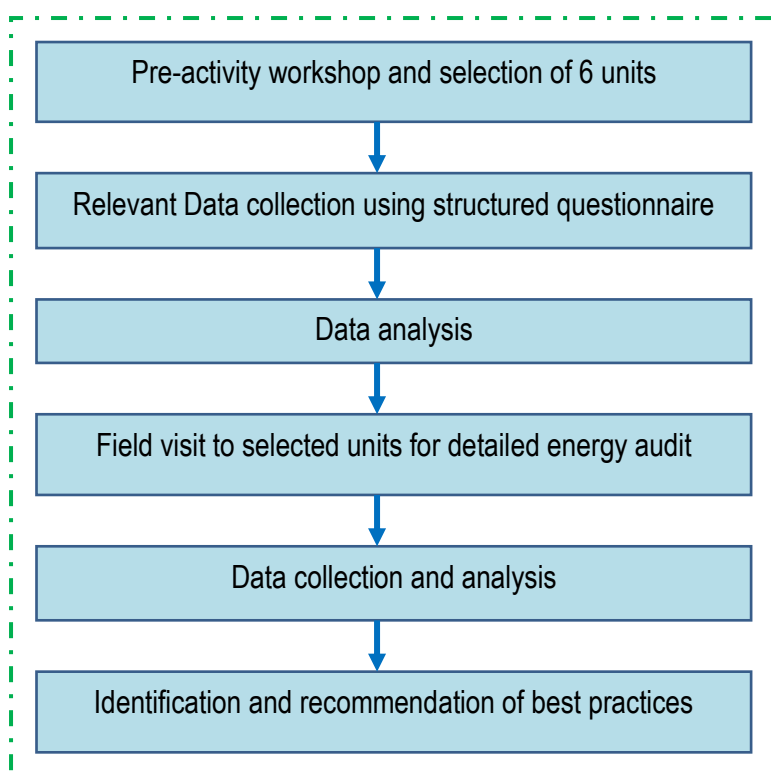 Pre-activity workshop and selection of 6 units
Relevant Data collection using structured questionnaire
Data analysis
Field visit to selected units for detailed energy audit
Data collection and analysis
Identification and recommendation of best practices